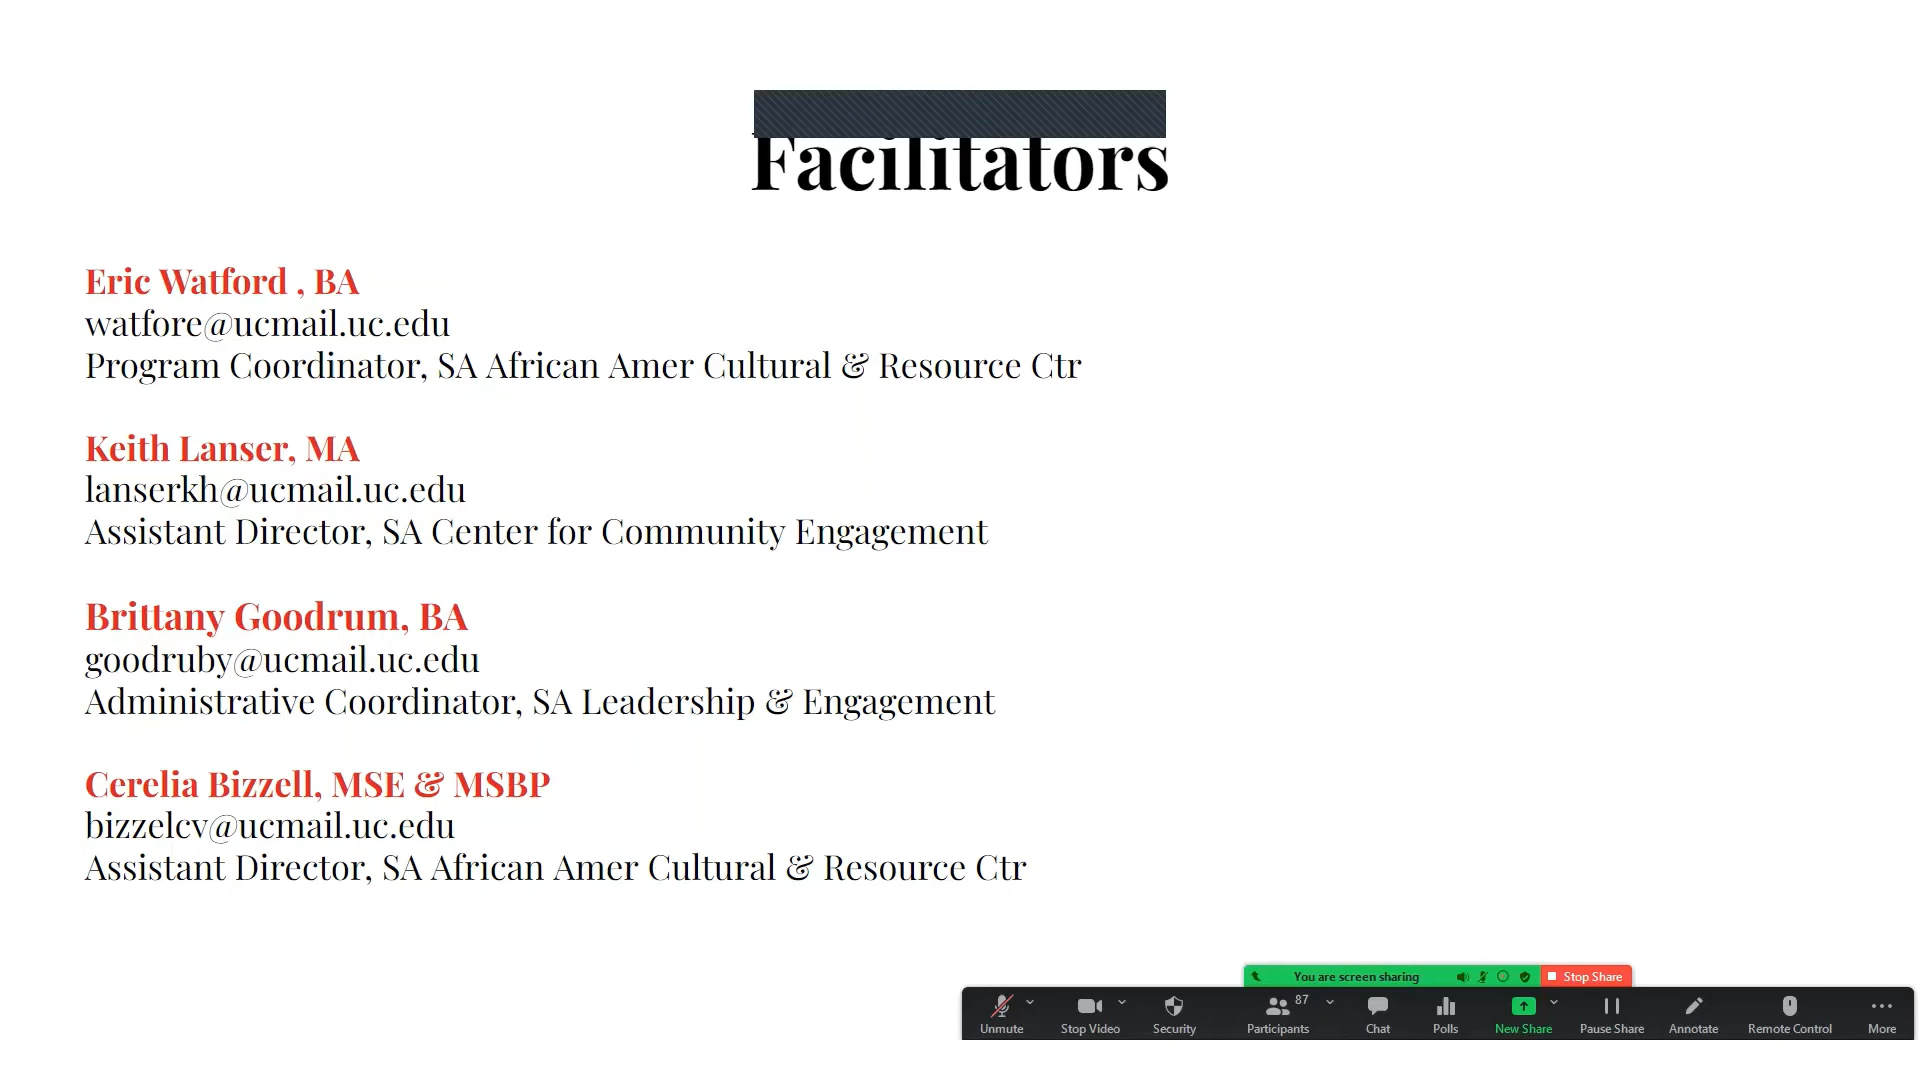 Facilitators
Eric Watford , BA
watfore@ucmail.uc.edu
Program Coordinator, SA African Amer Cultural & Resource Ctr
Keith Lanser, MA
lanserkh@ucmail.uc.edu
Assistant Director, SA Center for Community Engagement
Brittany Goodrum, BA
goodruby@ucmail.uc.edu
Administrative Coordinator, SA Leadership & Engagement
Cerelia Bizzell, MSE & MSBP
bizzelcv@ucmail.uc.edu
Assistant Director, SA African Amer Cultural & Resource Ctr
You are screen sharing Stop Share
87
Unmute Stop Video Security Participants Chat Polls New Share Pause Share Annotate Remote Control More